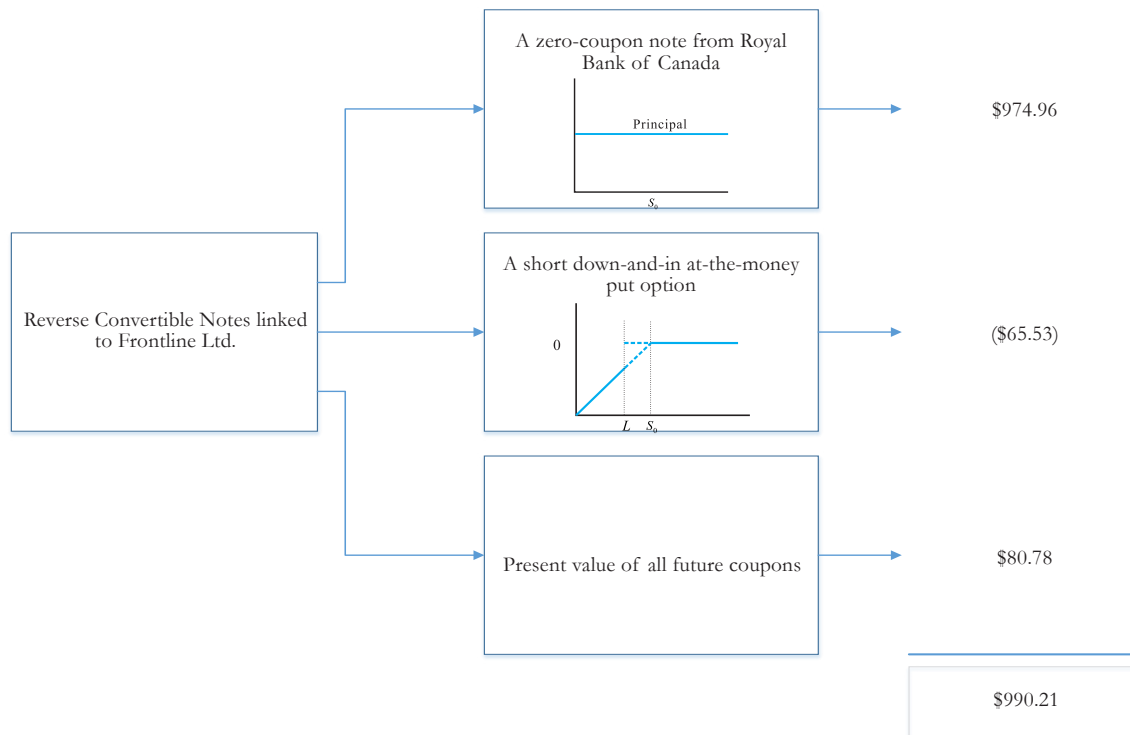 A zero-coupon note from Royal
Bank of Canada
Principal
S₀
$974.96
Reverse Convertible Notes linked
to Frontline Ltd.
A short down-and-in at-the-money
put option
0
L S₀
($65.53)
Present value of all future coupons
$80.78
$990.21